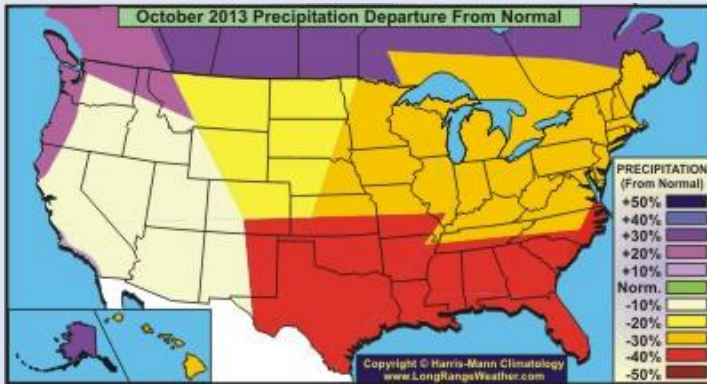 October 2013 Precipitation Departure From Normal
PRECIPITATION
(From Normal)
+50%
+40%
+30%
+20%
+10%
Norm.
-10%
-20%
-30%
-40%
-50%
Copyright © Harris-Mann Climatology
www.LongRangeWeather.com